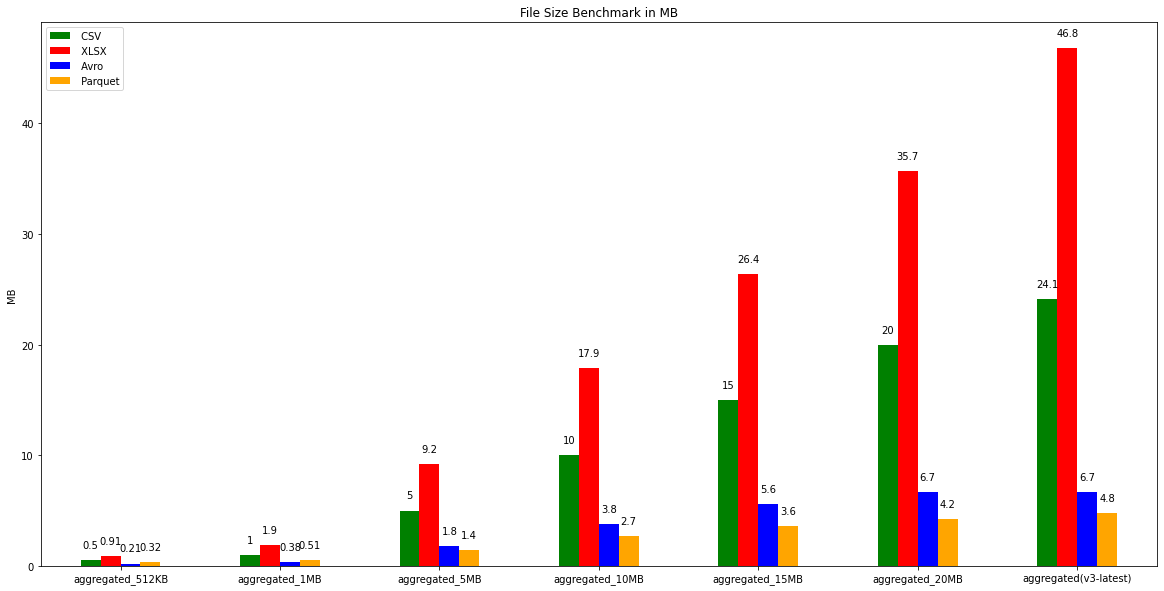 File Size Benchmark in MB
CSV
XLSX
Avro
Parquet
MB
40
30
20
10
0
0.5 0.91 0.21 0.32
1 1.9 0.38 0.51
5 9.2 1.8 1.4
10 17.9 3.8 2.7
15 26.4 5.6 3.6
20 35.7 6.7 4.2
24.1 46.8 6.7 4.8
aggregated_512KB aggregated_1MB aggregated_5MB aggregated_10MB aggregated_15MB aggregated_20MB aggregated(v3-latest)